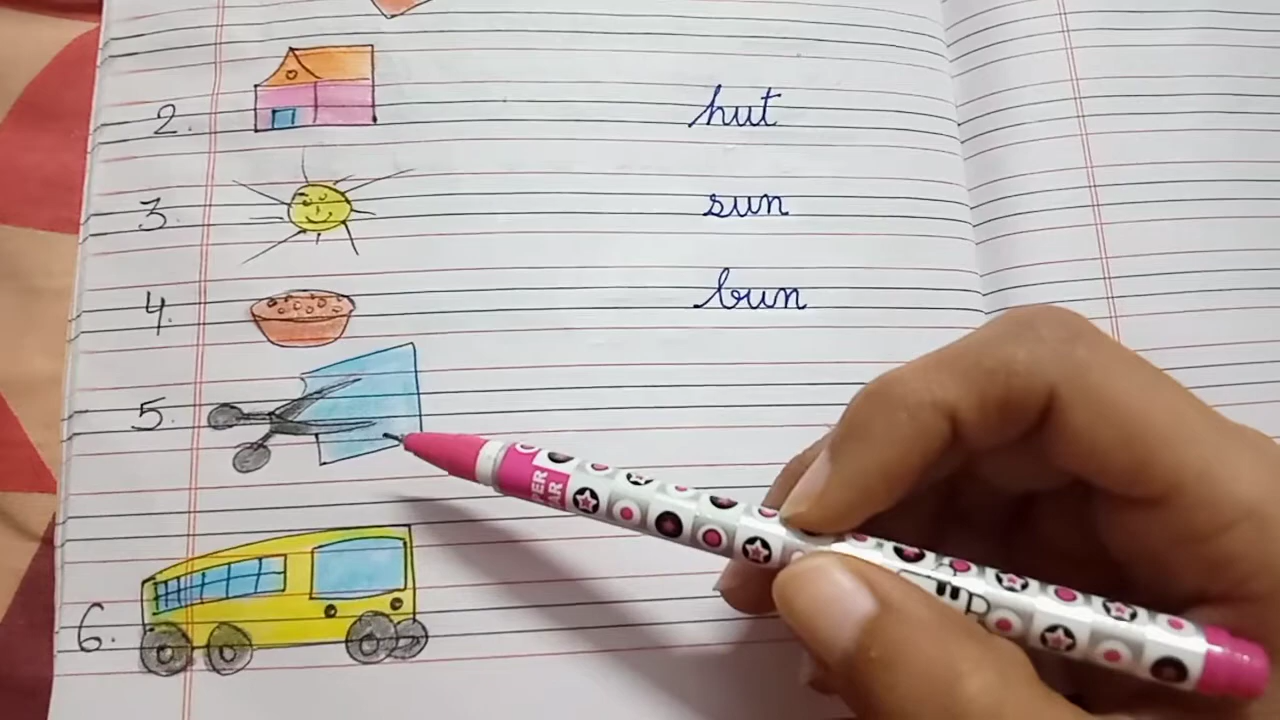 2. hut
3. sun
4. bun
5.
6.